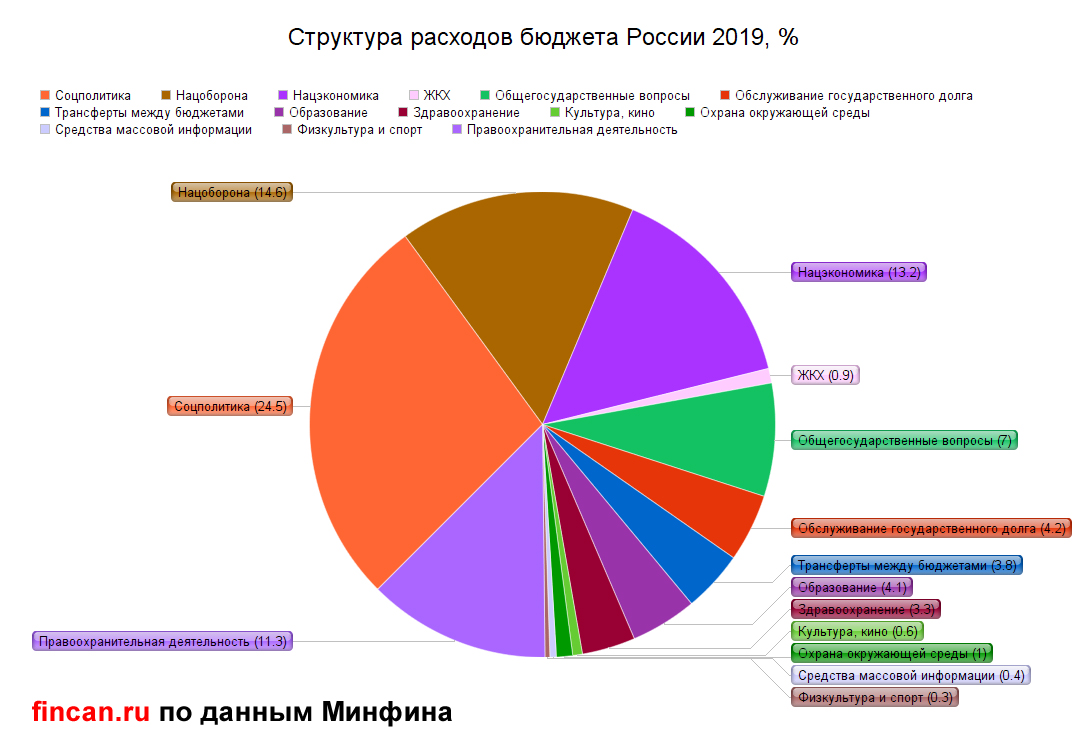 Структура расходов бюджета России 2019, %
Соцполитика Нацоборона Нацэкономика ЖКХ Общегосударственные вопросы Обслуживание государственного долга
Трансферты между бюджетами Образование Здравоохранение Культура, кино Охрана окружающей среды
Средства массовой информации Физкультура и спорт Правоохранительная деятельность
Нацоборона (14.6)
Нацэкономика (13.2)
ЖКХ (0.9)
Соцполитика (24.5)
Общегосударственные вопросы (7)
Обслуживание государственного долга (4.2)
Трансферты между бюджетами (3.8)
Образование (4.1)
Здравоохранение (3.3)
Культура, кино (0.6)
Правоохранительная деятельность (11.3)
Охрана окружающей среды (1)
Средства массовой информации (0.4)
Физкультура и спорт (0.3)
fincan.ru по данным Минфина